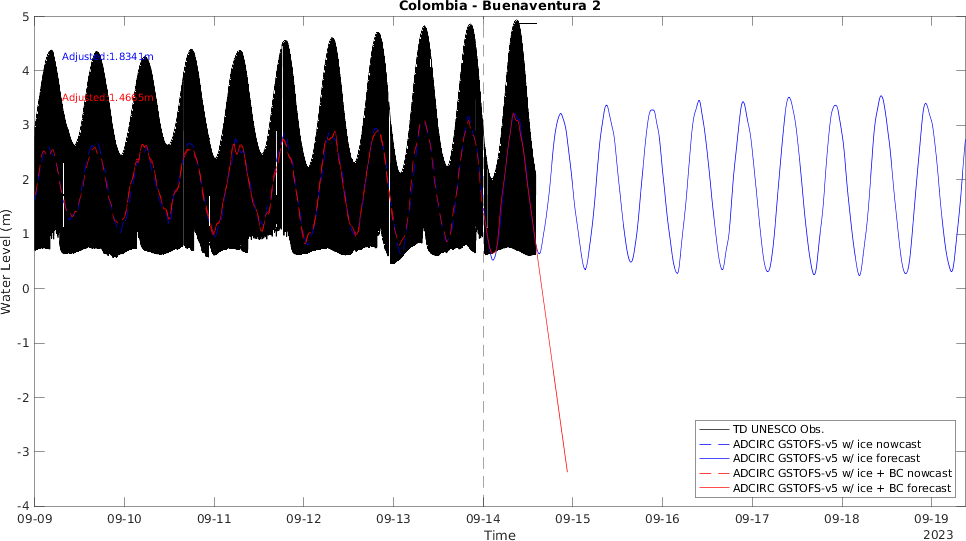 Colombia - Buenaventura 2
5
4
3
2
1
0
-1
-2
-3
-4
Water Level (m)
Adjusted:1.8341m
Adjusted:1.4665m
TD UNESCO Obs.
ADCIRC GSTOFS-v5 w/ ice nowcast
ADCIRC GSTOFS-v5 w/ ice forecast
ADCIRC GSTOFS-v5 w/ ice + BC nowcast
ADCIRC GSTOFS-v5 w/ ice + BC forecast
09-09 09-10 09-11 09-12 09-13 09-14 09-15 09-16 09-17 09-18 09-19
Time
2023